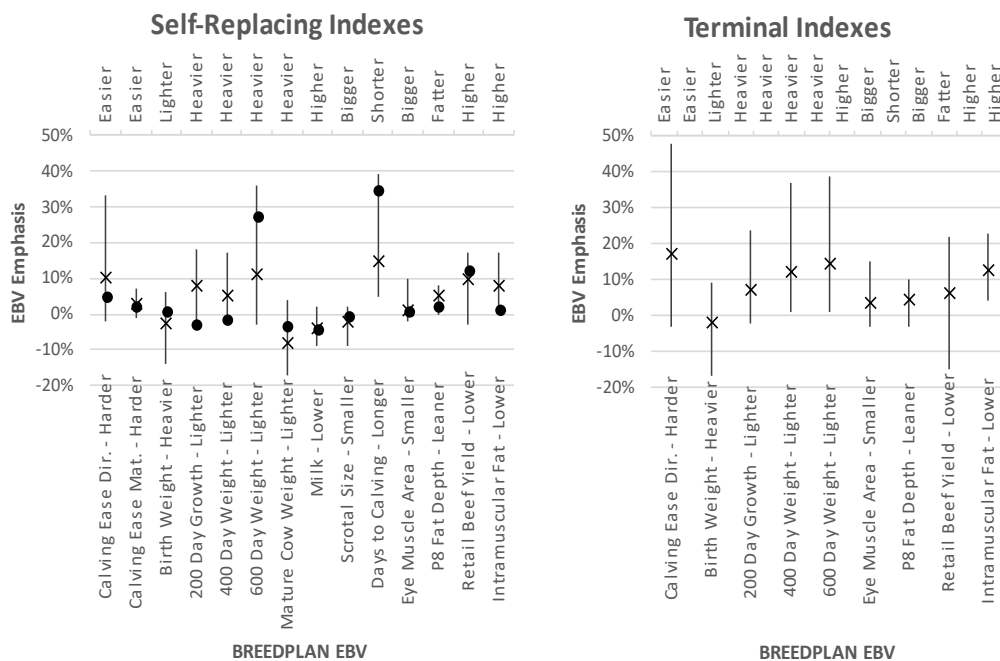 Self-Replacing Indexes
Easier
Easier
Lighter
Heavier
Heavier
Heavier
Heavier
Higher
Bigger
Shorter
Bigger
Fatter
Higher
Higher
50%
40%
30%
20%
10%
0%
-10%
-20%
EBV Emphasis
Calving Ease Dir. - Harder
Calving Ease Mat. - Harder
Birth Weight - Heavier
200 Day Growth - Lighter
400 Day Weight - Lighter
600 Day Weight - Lighter
Mature Cow Weight - Lighter
Milk - Lower
Scrotal Size - Smaller
Days to Calving - Longer
Eye Muscle Area - Smaller
P8 Fat Depth - Leaner
Retail Beef Yield - Lower
Intramuscular Fat - Lower
BREEDPLAN EBV
Terminal Indexes
Easier
Easier
Lighter
Heavier
Heavier
Heavier
Heavier
Higher
Bigger
Shorter
Bigger
Fatter
Higher
Higher
50%
40%
30%
20%
10%
0%
-10%
-20%
EBV Emphasis
Calving Ease Dir. - Harder
Birth Weight - Heavier
200 Day Growth - Lighter
400 Day Weight - Lighter
600 Day Weight - Lighter
Eye Muscle Area - Smaller
P8 Fat Depth - Leaner
Retail Beef Yield - Lower
Intramuscular Fat - Lower
BREEDPLAN EBV